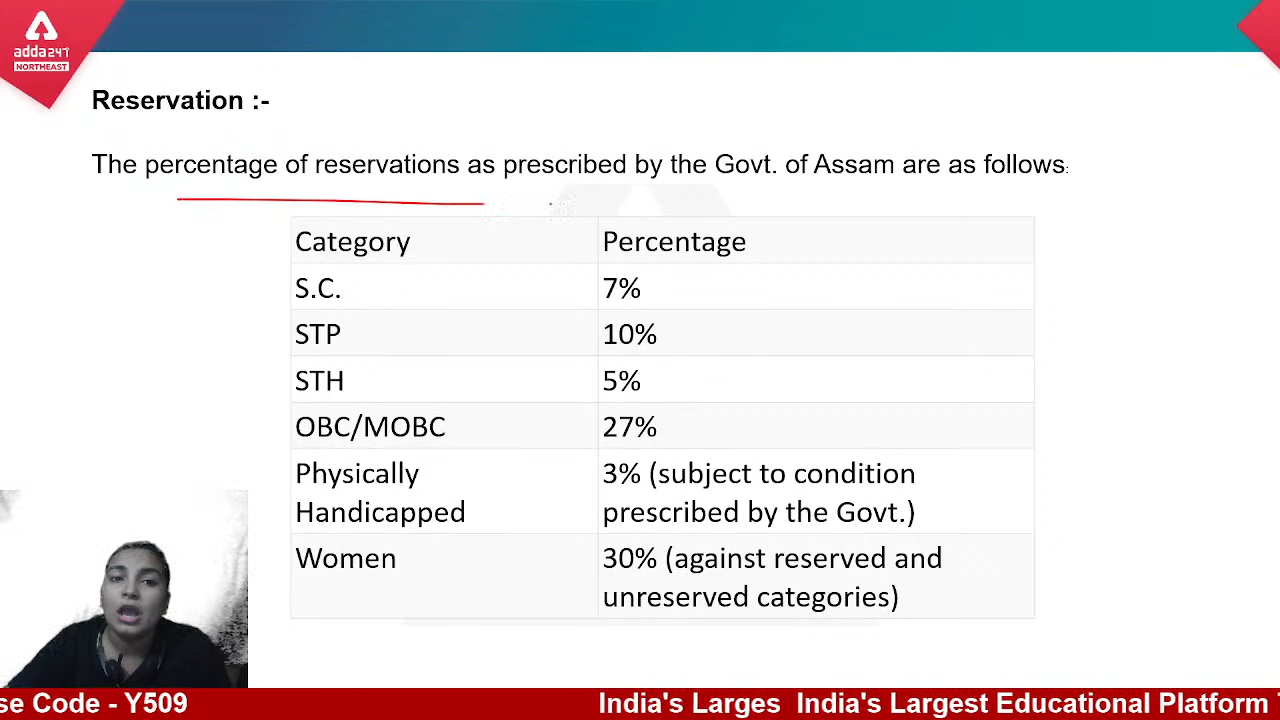 adda247
NORTHEAST
Reservation :-
The percentage of reservations as prescribed by the Govt. of Assam are as follows:
Category Percentage
S.C. 7%
STP 10%
STH 5%
OBC/MOBC 27%
Physically 3% (subject to condition
Handicapped prescribed by the Govt.)
Women 30% (against reserved and
unreserved categories)
se Code - Y509 India's Larges India's Largest Educational Platform